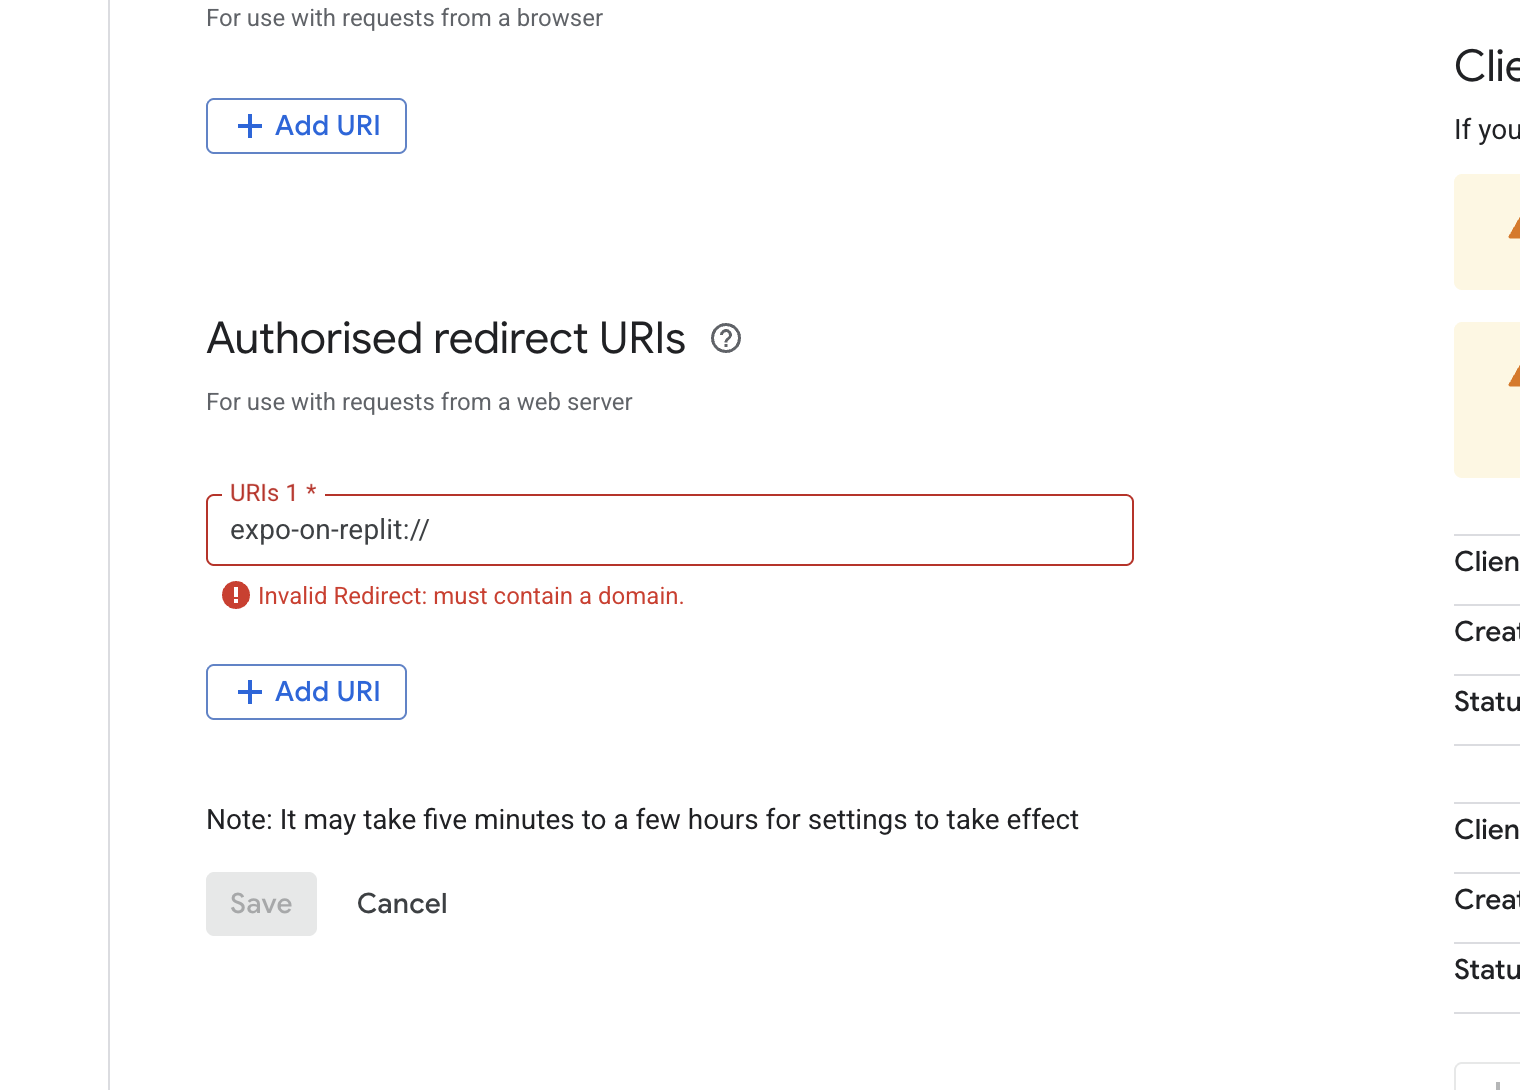 For use with requests from a browser
+ Add URI
Authorised redirect URIs
For use with requests from a web server
URIs 1 *
expo-on-replit://
Invalid Redirect: must contain a domain.
+ Add URI
Note: It may take five minutes to a few hours for settings to take effect
Save Cancel
Clie
If you
Clien
Creat
Statu
Clien
Creat
Statu